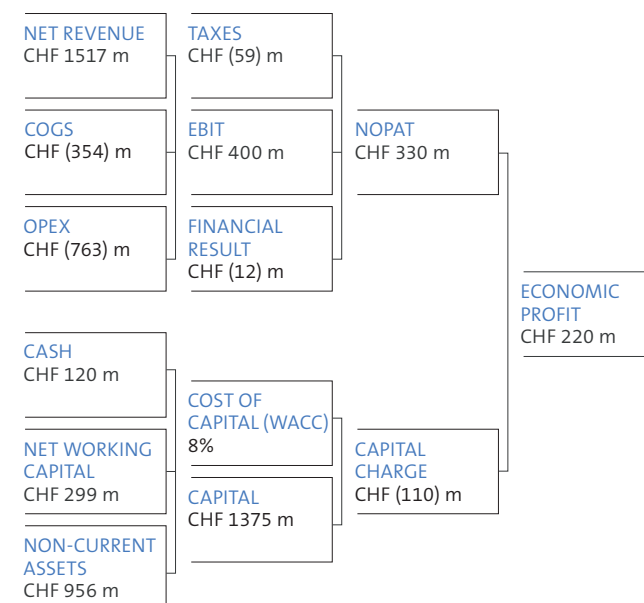 NET REVENUE
CHF 1517 m
TAXES
CHF (59) m
COGS
CHF (354) m
EBIT
CHF 400 m
NOPAT
CHF 330 m
OPEX
CHF (763) m
FINANCIAL
RESULT
CHF (12) m
ECONOMIC
PROFIT
CHF 220 m
CASH
CHF 120 m
COST OF
CAPITAL (WACC)
8%
NET WORKING
CAPITAL
CHF 299 m
CAPITAL
CHARGE
CHF (110) m
CAPITAL
CHF 1375 m
NON-CURRENT
ASSETS
CHF 956 m